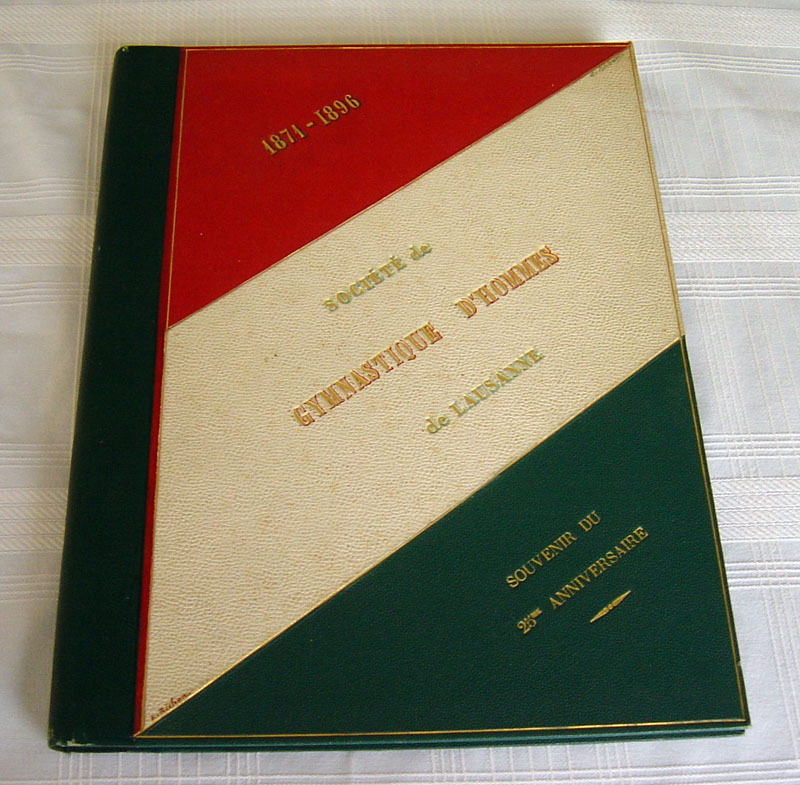 1871 - 1896
SOCIÉTÉ de
GYMNASTIQUE D'HOMMES
de LAUSANNE
SOUVENIR DU
25me ANNIVERSAIRE